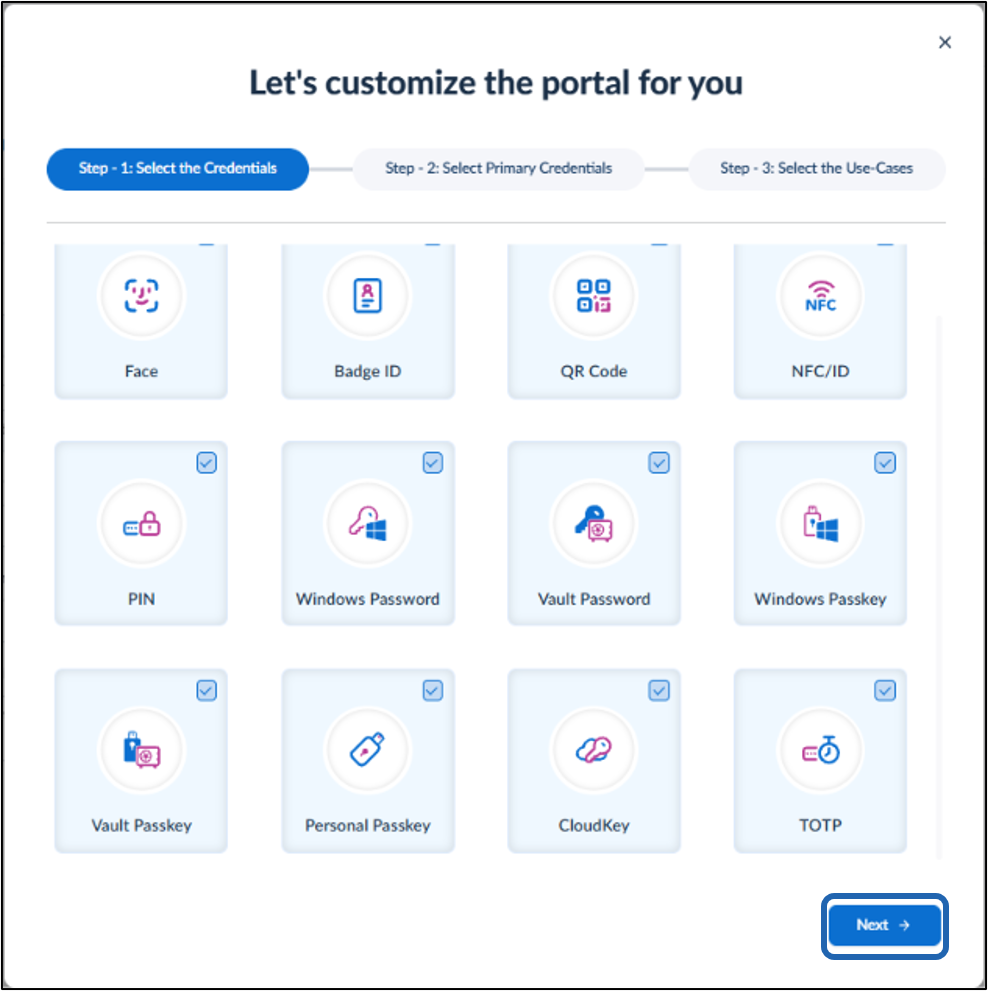 Let's customize the portal for you
Step - 1: Select the Credentials
Step - 2: Select Primary Credentials
Step - 3: Select the Use-Cases
NFC
Face
Badge ID
QR Code
NFC/ID
PIN
Windows Password
Vault Password
Windows Passkey
Vault Passkey
Personal Passkey
CloudKey
TOTP
Next